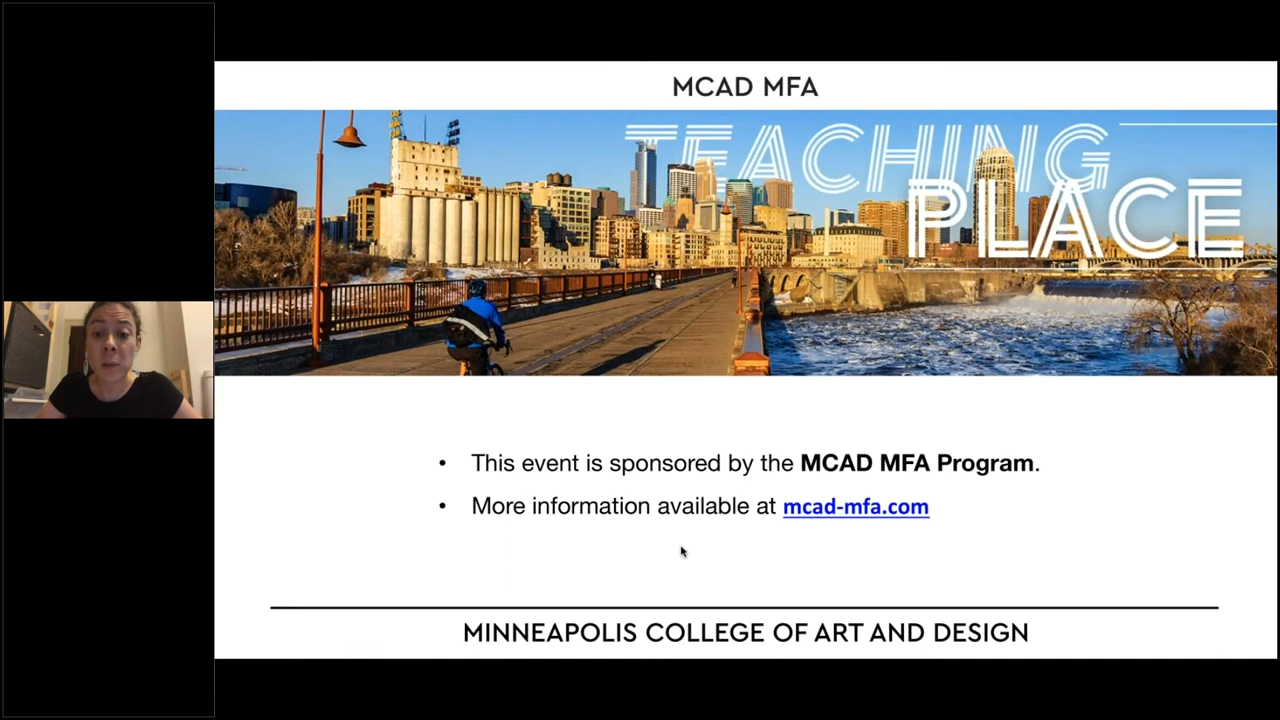 MCAD MFA
TEACHING
PLACE
• This event is sponsored by the MCAD MFA Program.
• More information available at mcad-mfa.com
MINNEAPOLIS COLLEGE OF ART AND DESIGN